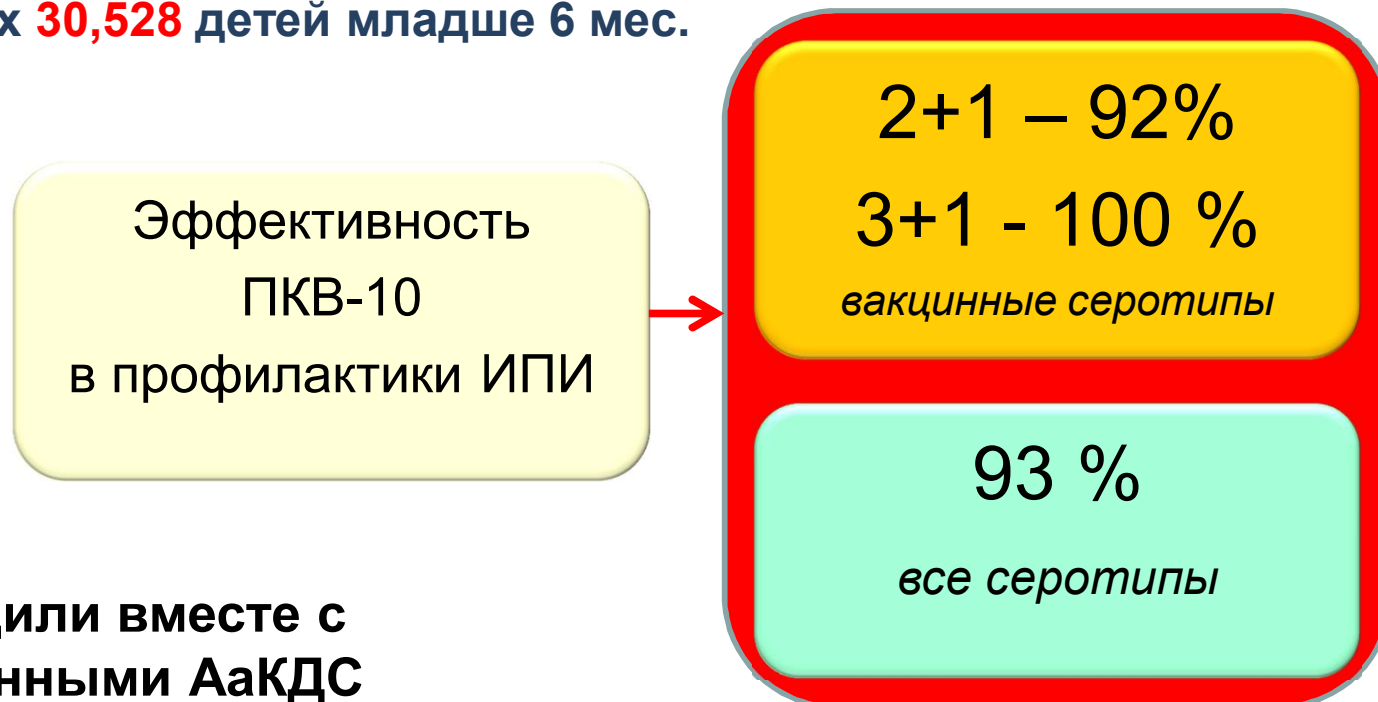 х 30,528 детей младше 6 мес.
2+1 – 92%
3+1 - 100 %
вакцинные серотипы
Эффективность
ПКВ-10
в профилактики ИПИ
93 %
все серотипы
или вместе с
нными АаКДС